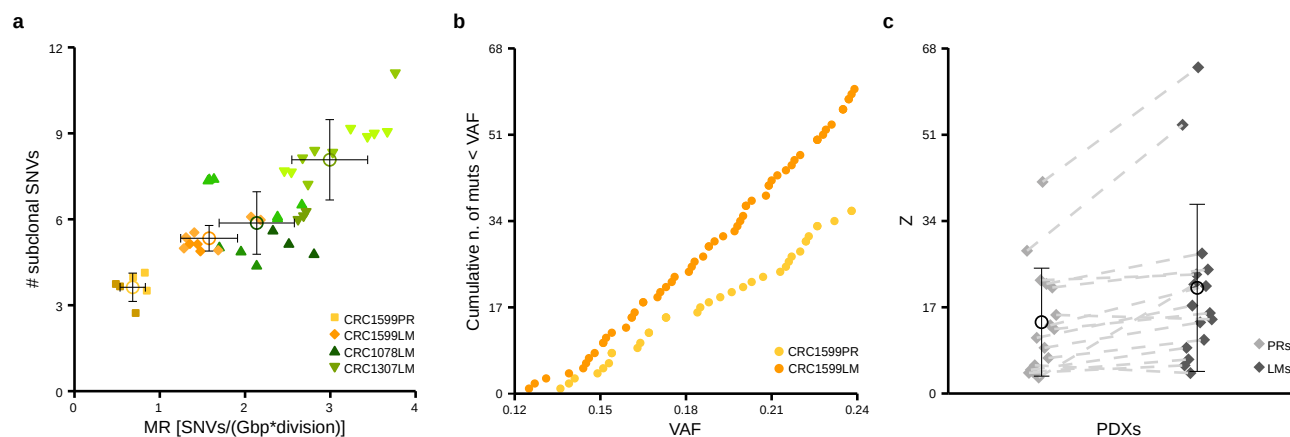 a
# subclonal SNVs
12
9
6
3
0
0
1
2
3
4
MR [SNVs/(Gbp*division)]
CRC1599PR
CRC1599LM
CRC1078LM
CRC1307LM
b
Cumulative n. of muts < VAF
68
51
34
17
0
0.12
0.15
0.18
0.21
0.24
VAF
CRC1599PR
CRC1599LM
c
Z
68
51
34
17
0
PDXs
PRs
LMs